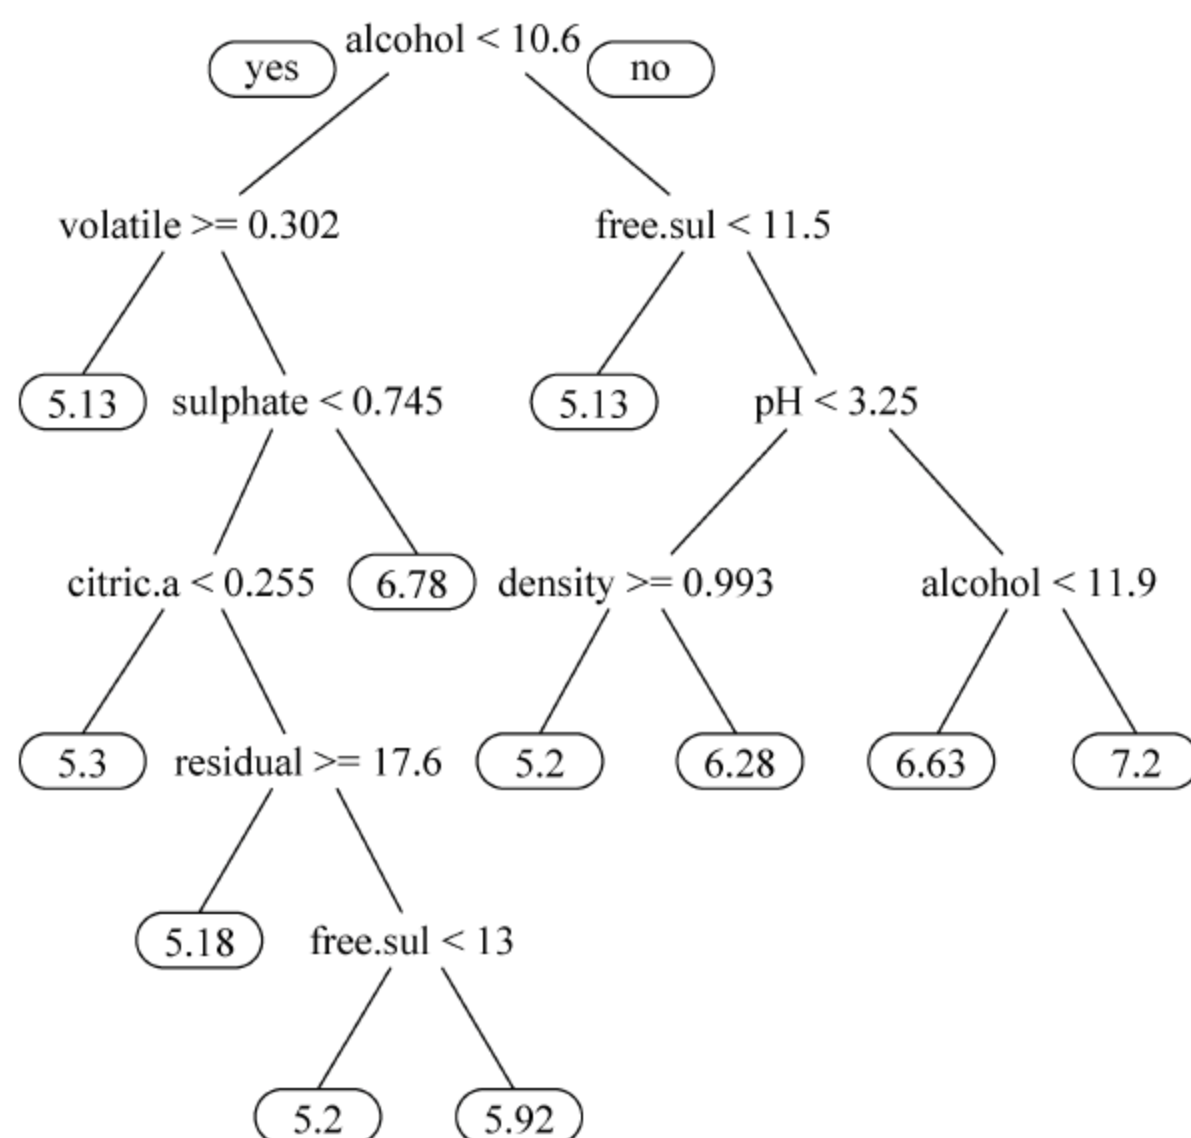 alcohol < 10.6
yes
no
volatile >= 0.302
free.sul < 11.5
5.13
sulphate < 0.745
5.13
pH < 3.25
citric.a < 0.255
6.78
density >= 0.993
alcohol < 11.9
5.3
residual >= 17.6
5.2
6.28
6.63
7.2
5.18
free.sul < 13
5.2
5.92